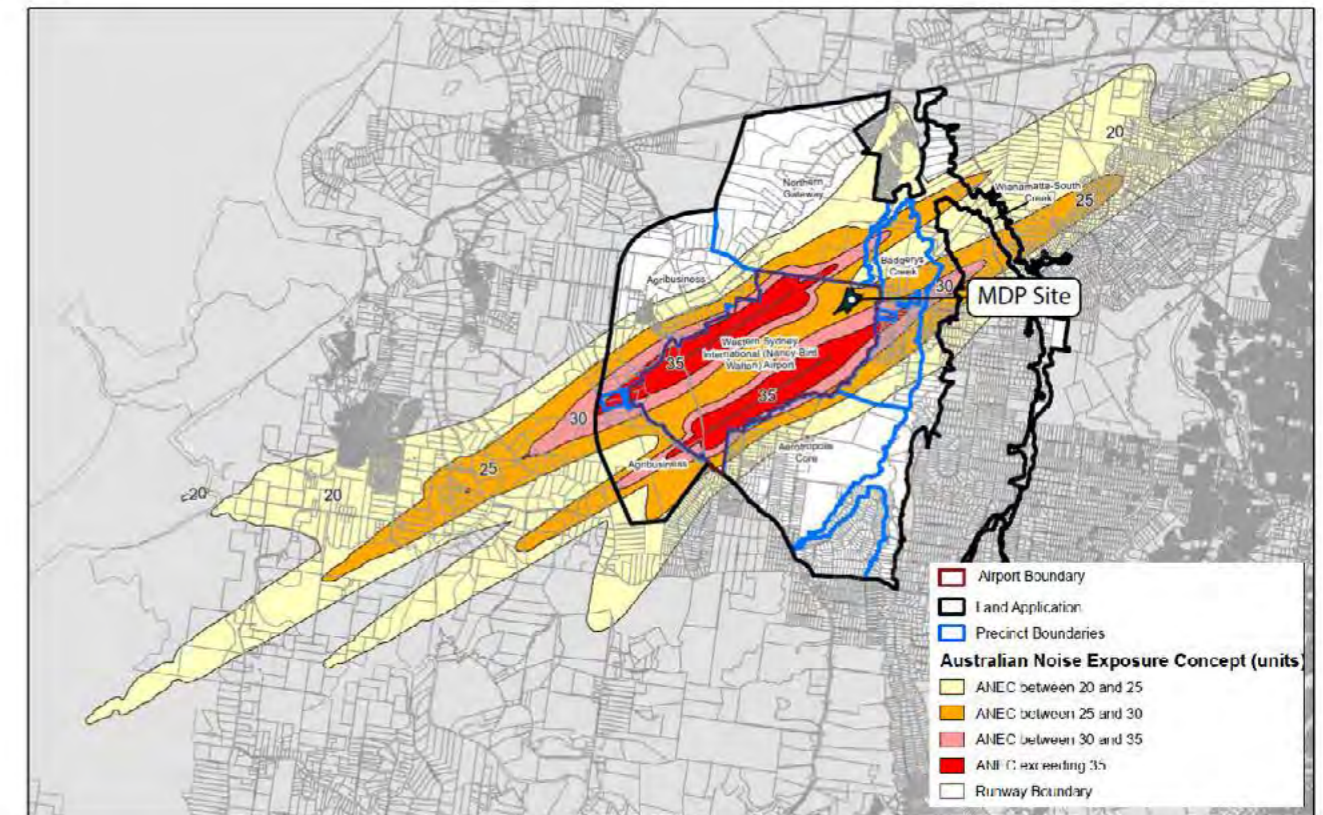 20
Northern
Gateway
Wianamatta-South
Creek
25
Agribusiness
Badgerys
Creek
30
MDP Site
Western Sydney
International (Nancy-Bird
Walton) Airport
35
35
30
Agribusiness
Aerotropolis
Core
25
20
20
Airport Boundary
Land Application
Precinct Boundaries
Australian Noise Exposure Concept (units)
ANEC between 20 and 25
ANEC between 25 and 30
ANEC between 30 and 35
ANEC exceeding 35
Runway Boundary